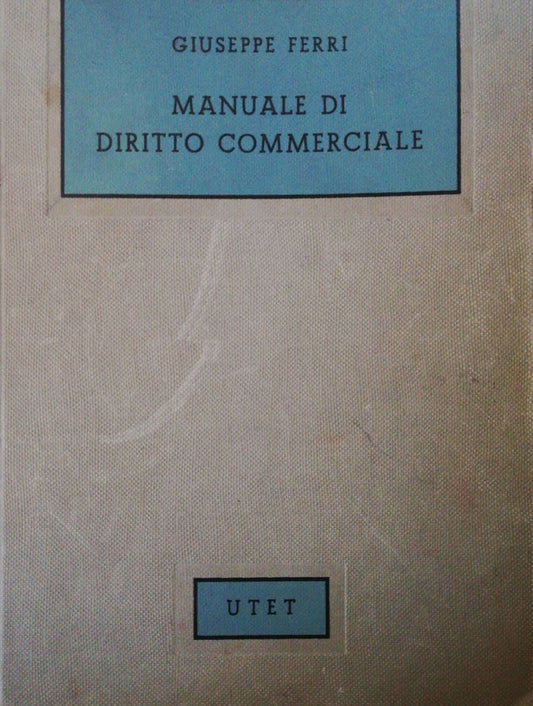 GIUSEPPE FERRI
MANUALE DI
DIRITTO COMMERCIALE
UTET